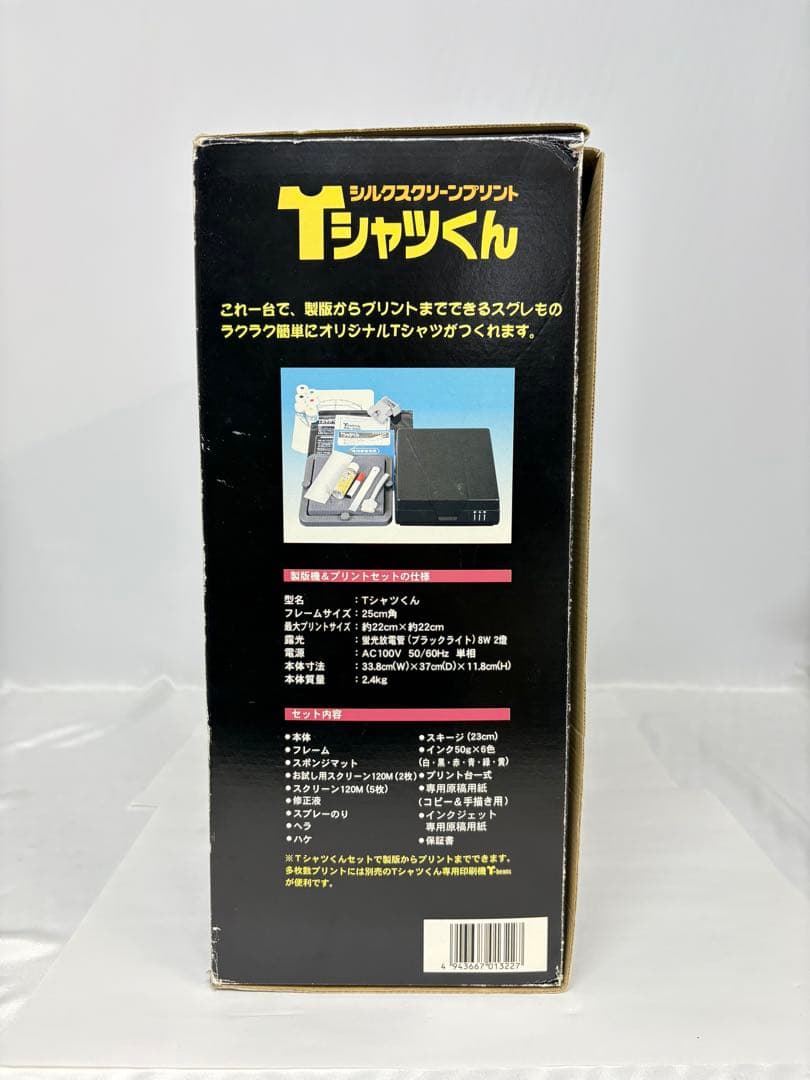 シルクスクリーンプリント
Tシャツくん
これ一台で、製版からプリントまでできるスグレもの
ラクラク簡単にオリジナルTシャツがつくれます。
製版機&プリントセットの仕様
型名 :Tシャツくん
フレームサイズ:25cm角
最大プリントサイズ:約22cm×約22cm
露光 :蛍光放電管(ブラックライト)8W 2燈
電源 :AC100V 50/60Hz 単相
本体寸法 :33.8cm(W)×37cm(D)×11.8cm(H)
本体質量 :2.4kg
セット内容
●本体
●フレーム
●スポンジマット
●お試し用スクリーン120M(2枚)
●スクリーン120M(5枚)
●修正液
●スプレーのり
●ヘラ
●ハケ
●スキージ(23cm)
●インク50g×6色
(白・黒・赤・青・緑・黄)
●プリント台一式
●専用原稿用紙
(コピー&手描き用)
●インクジェット
専用原稿用紙
●保証書
※Tシャツくんセットで製版からプリントまでできます。
多枚数プリントには別売のTシャツくん専用印刷機T-beans
が便利です。
4 943667 013227